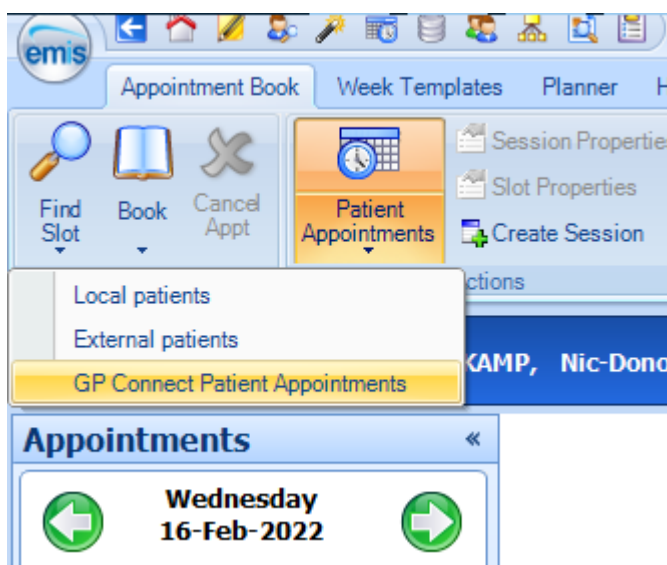 emis
Appointment Book Week Templates Planner H
Find
Slot
Book
Cancel
Appt
Patient
Appointments
Session Propertie
Slot Properties
Create Session
ctions
Local patients
External patients
GP Connect Patient Appointments
KAMP, Nic-Dono
Appointments «
Wednesday
16-Feb-2022